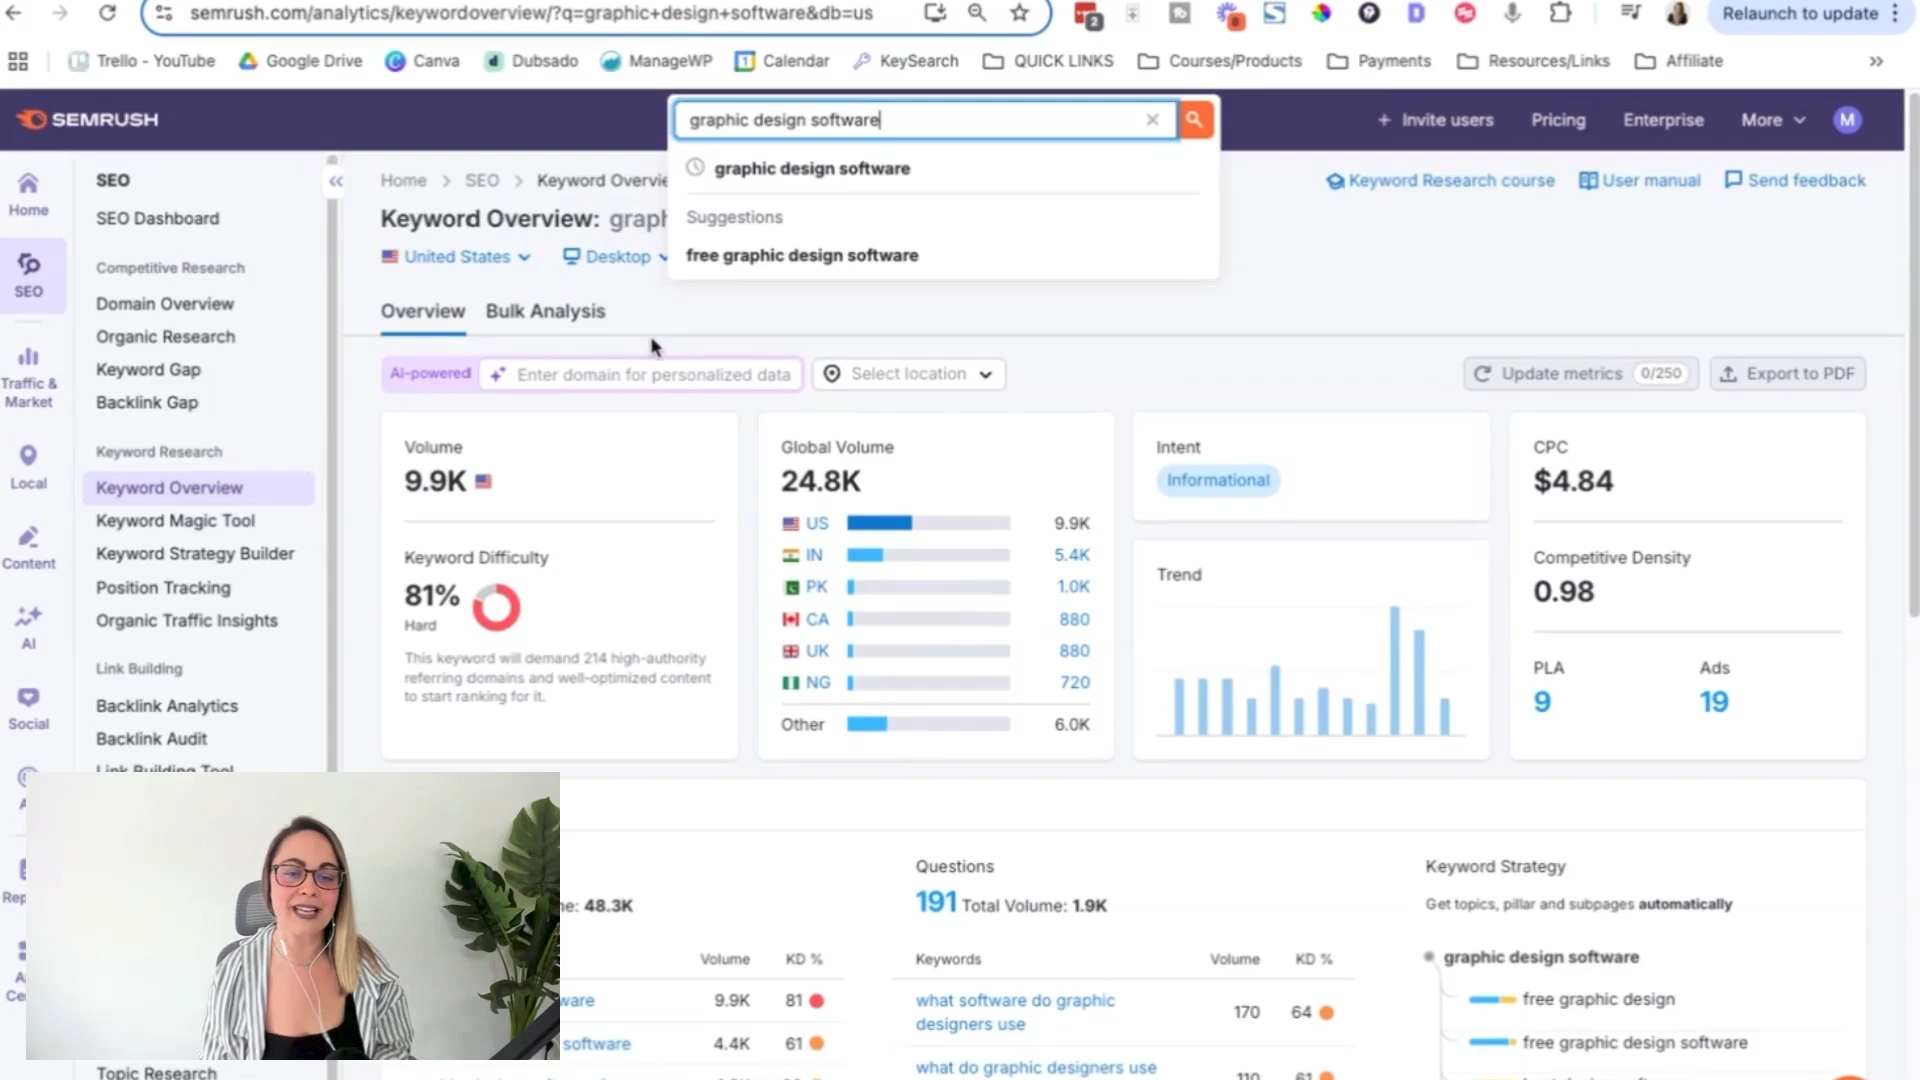 semrush.com/analytics/keywordoverview/?q=graphic+design+software&db=us
2
8
Relaunch to update
Trello - YouTube
Google Drive
Canva
Dubsado
ManageWP
Calendar
KeySearch
QUICK LINKS
Courses/Products
Payments
Resources/Links
Affiliate
SEMRUSH
graphic design software
Invite users
Pricing
Enterprise
More
M
graphic design software
Suggestions
free graphic design software
Home
SEO
Traffic & Market
Local
Content
AI
Social
SEO
SEO Dashboard
Competitive Research
Domain Overview
Organic Research
Keyword Gap
Backlink Gap
Keyword Research
Keyword Overview
Keyword Magic Tool
Keyword Strategy Builder
Position Tracking
Organic Traffic Insights
Link Building
Backlink Analytics
Backlink Audit
Link Building Tool
Topic Research
Home > SEO > Keyword Overvie
Keyword Research course
User manual
Send feedback
Keyword Overview: graph
United States
Desktop
Overview
Bulk Analysis
AI-powered
Enter domain for personalized data
Select location
Update metrics 0/250
Export to PDF
Volume
9.9K
Keyword Difficulty
81%
Hard
This keyword will demand 214 high-authority
referring domains and well-optimized content
to start ranking for it.
Global Volume
24.8K
US 9.9K
IN 5.4K
PK 1.0K
CA 880
UK 880
NG 720
Other 6.0K
Intent
Informational
Trend
CPC
$4.84
Competitive Density
0.98
PLA
9
Ads
19
e: 48.3K
Volume KD %
ware 9.9K 81
software 4.4K 61
Questions
191 Total Volume: 1.9K
Keywords Volume KD %
what software do graphic
designers use
170 64
what do graphic designers use
110 61
Keyword Strategy
Get topics, pillar and subpages automatically
graphic design software
free graphic design
free graphic design software